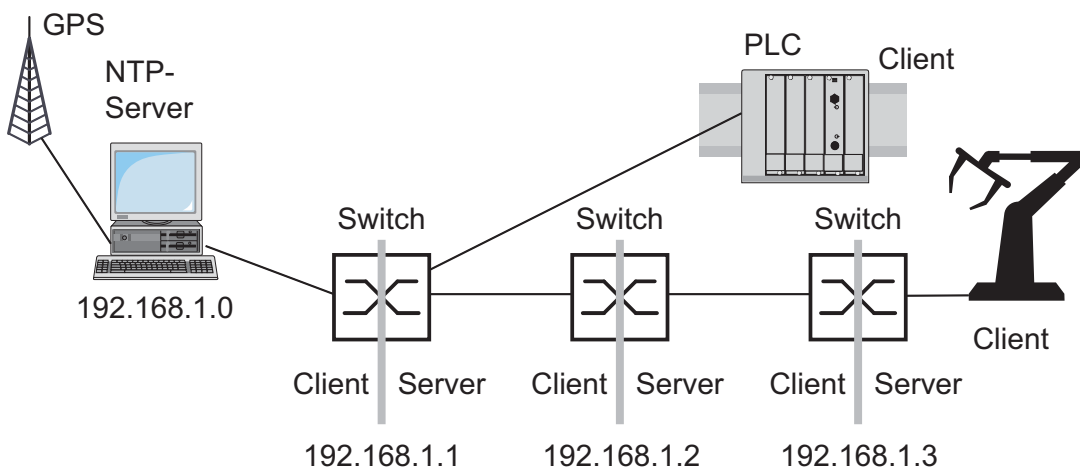 GPS
NTP-
Server
192.168.1.0
PLC
Client
Switch
Switch
Switch
Client
Client Server
Client Server
Client Server
192.168.1.1
192.168.1.2
192.168.1.3